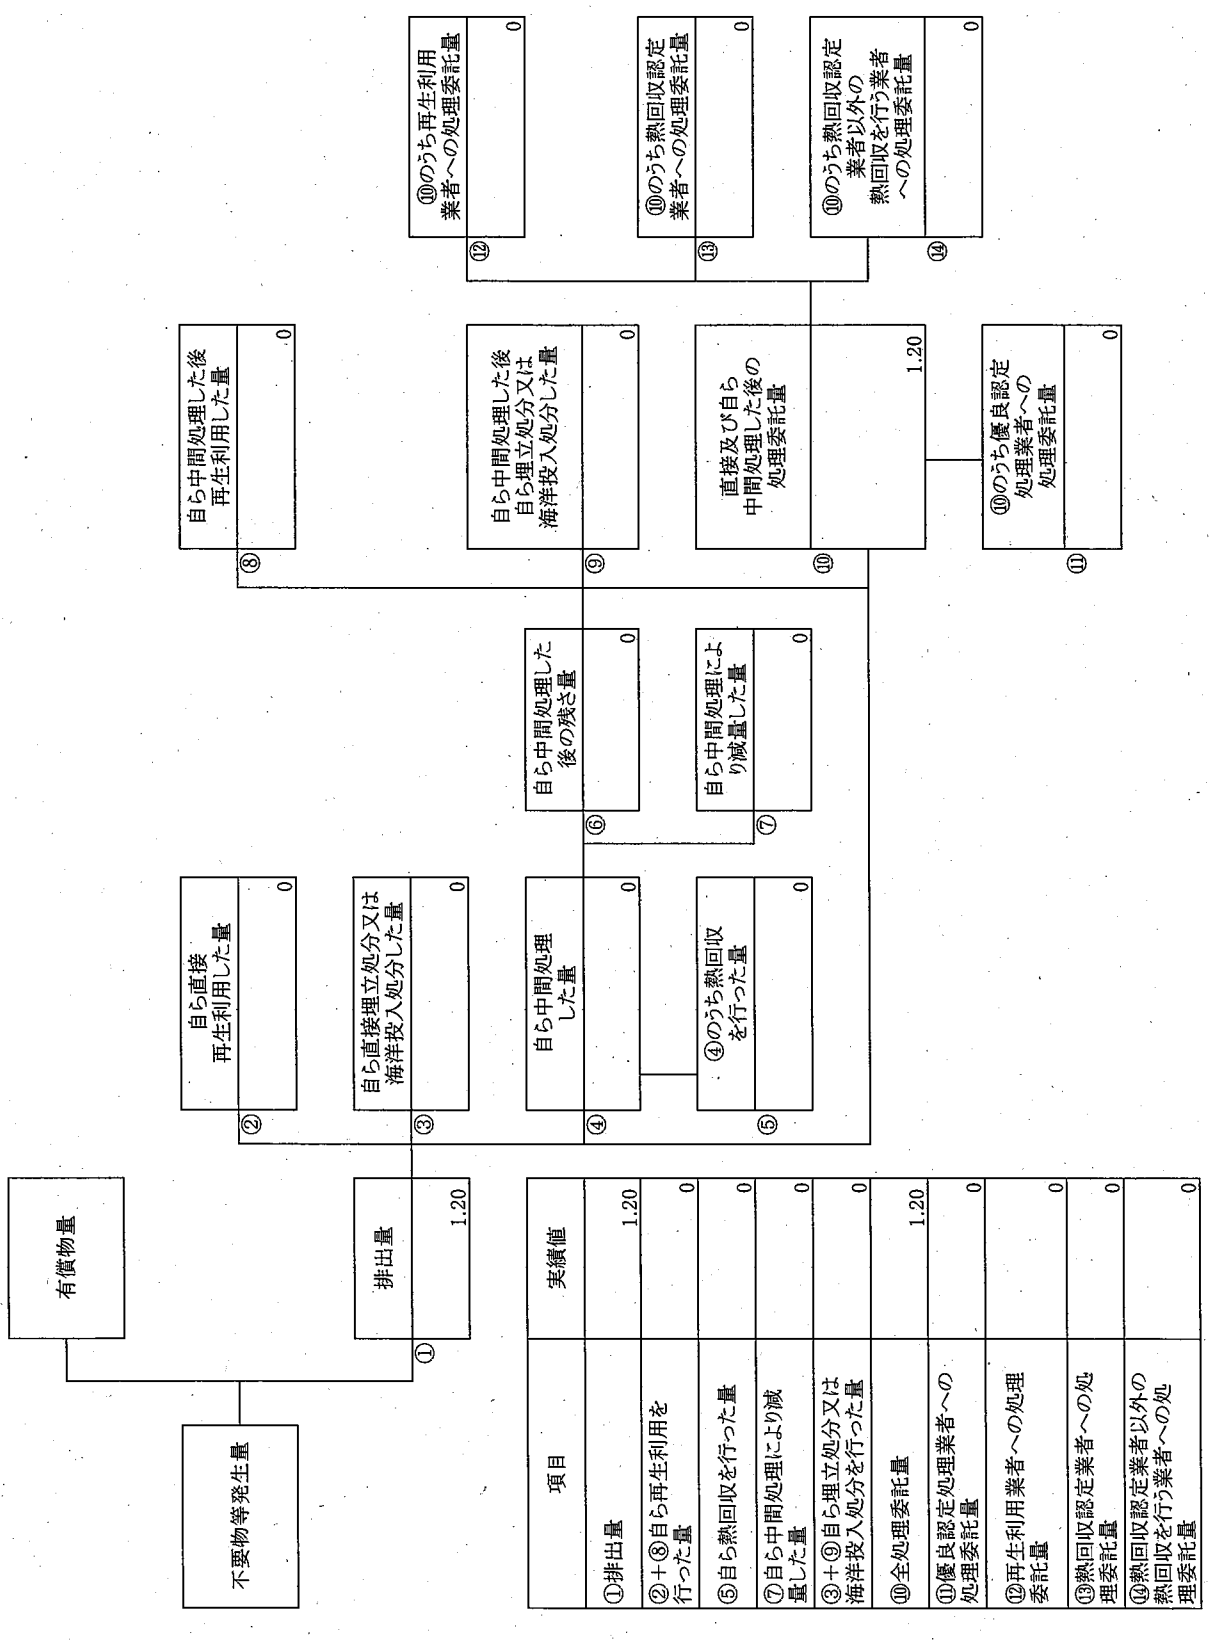 不要物等発生量
有償物量
①
排出量
1.20
②
自ら直接
再生利用した量
0
③
自ら直接埋立処分又は
海洋投入処分した量
0
④
自ら中間処理
した量
0
⑤
④のうち熱回収
を行った量
0
⑥
自ら中間処理した
後の残さ量
0
⑦
自ら中間処理によ
り減量した量
0
⑧
自ら中間処理した後
再生利用した量
0
⑨
自ら中間処理した後
自ら埋立処分又は
海洋投入処分した量
0
⑩
直接及び自ら
中間処理した後の
処理委託量
1.20
⑪
⑩のうち優良認定
処理業者への
処理委託量
0
⑫
⑩のうち再生利用
業者への処理委託量
0
⑬
⑩のうち熱回収認定
業者への処理委託量
0
⑭
⑩のうち熱回収認定
業者以外の
熱回収を行う業者
への処理委託量
0
項目 実績値
①排出量 1.20
②+⑧自ら再生利用を
行った量 0
⑤自ら熱回収を行った量 0
⑦自ら中間処理により減
量した量 0
③+⑨自ら埋立処分又は
海洋投入処分を行った量 0
⑩全処理委託量 1.20
⑪優良認定処理業者への
処理委託量 0
⑫再生利用業者への処理
委託量 0
⑬熱回収認定業者への処
理委託量 0
⑭熱回収認定業者以外の
熱回収を行う業者への処
理委託量 0